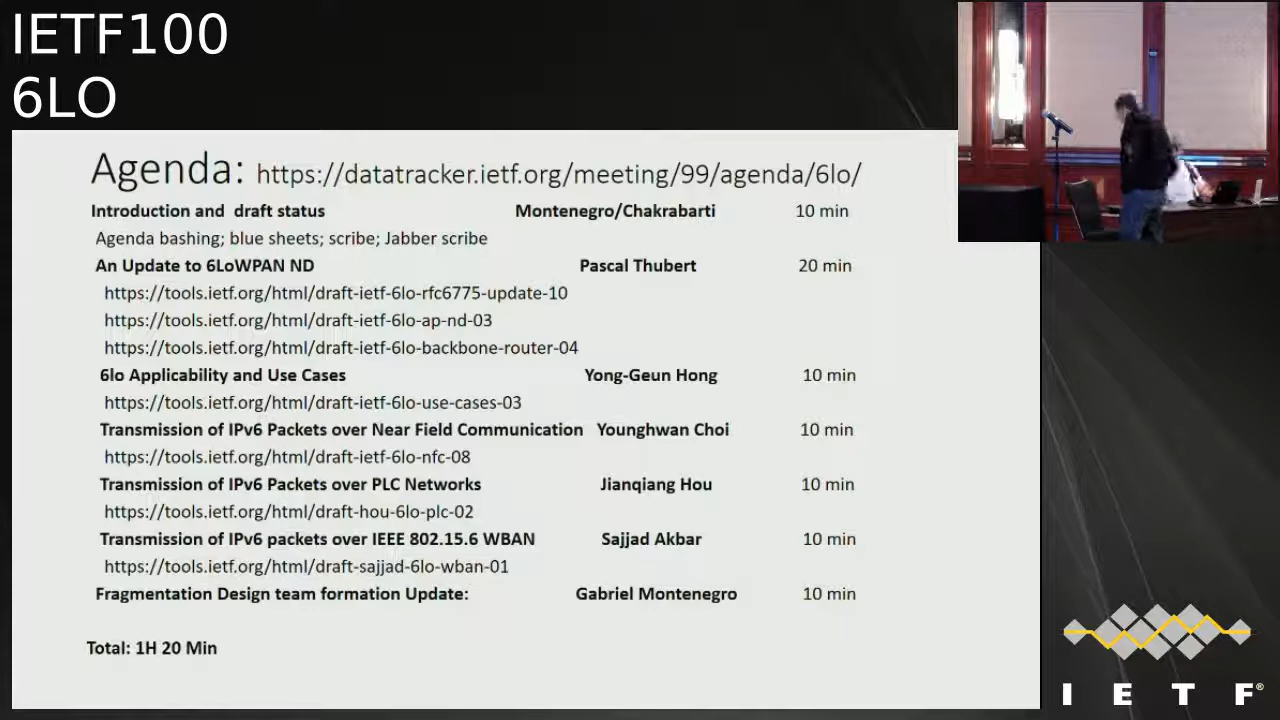 IETF100
6LO
Agenda: https://datatracker.ietf.org/meeting/99/agenda/6lo/
Introduction and draft status Montenegro/Chakrabarti 10 min
Agenda bashing; blue sheets; scribe; Jabber scribe
An Update to 6LoWPAN ND Pascal Thubert 20 min
https://tools.ietf.org/html/draft-ietf-6lo-rfc6775-update-10
https://tools.ietf.org/html/draft-ietf-6lo-ap-nd-03
https://tools.ietf.org/html/draft-ietf-6lo-backbone-router-04
6lo Applicability and Use Cases Yong-Geun Hong 10 min
https://tools.ietf.org/html/draft-ietf-6lo-use-cases-03
Transmission of IPv6 Packets over Near Field Communication Younghwan Choi 10 min
https://tools.ietf.org/html/draft-ietf-6lo-nfc-08
Transmission of IPv6 Packets over PLC Networks Jianqiang Hou 10 min
https://tools.ietf.org/html/draft-hou-6lo-plc-02
Transmission of IPv6 packets over IEEE 802.15.6 WBAN Sajjad Akbar 10 min
https://tools.ietf.org/html/draft-sajjad-6lo-wban-01
Fragmentation Design team formation Update: Gabriel Montenegro 10 min
Total: 1H 20 Min
I E T F®